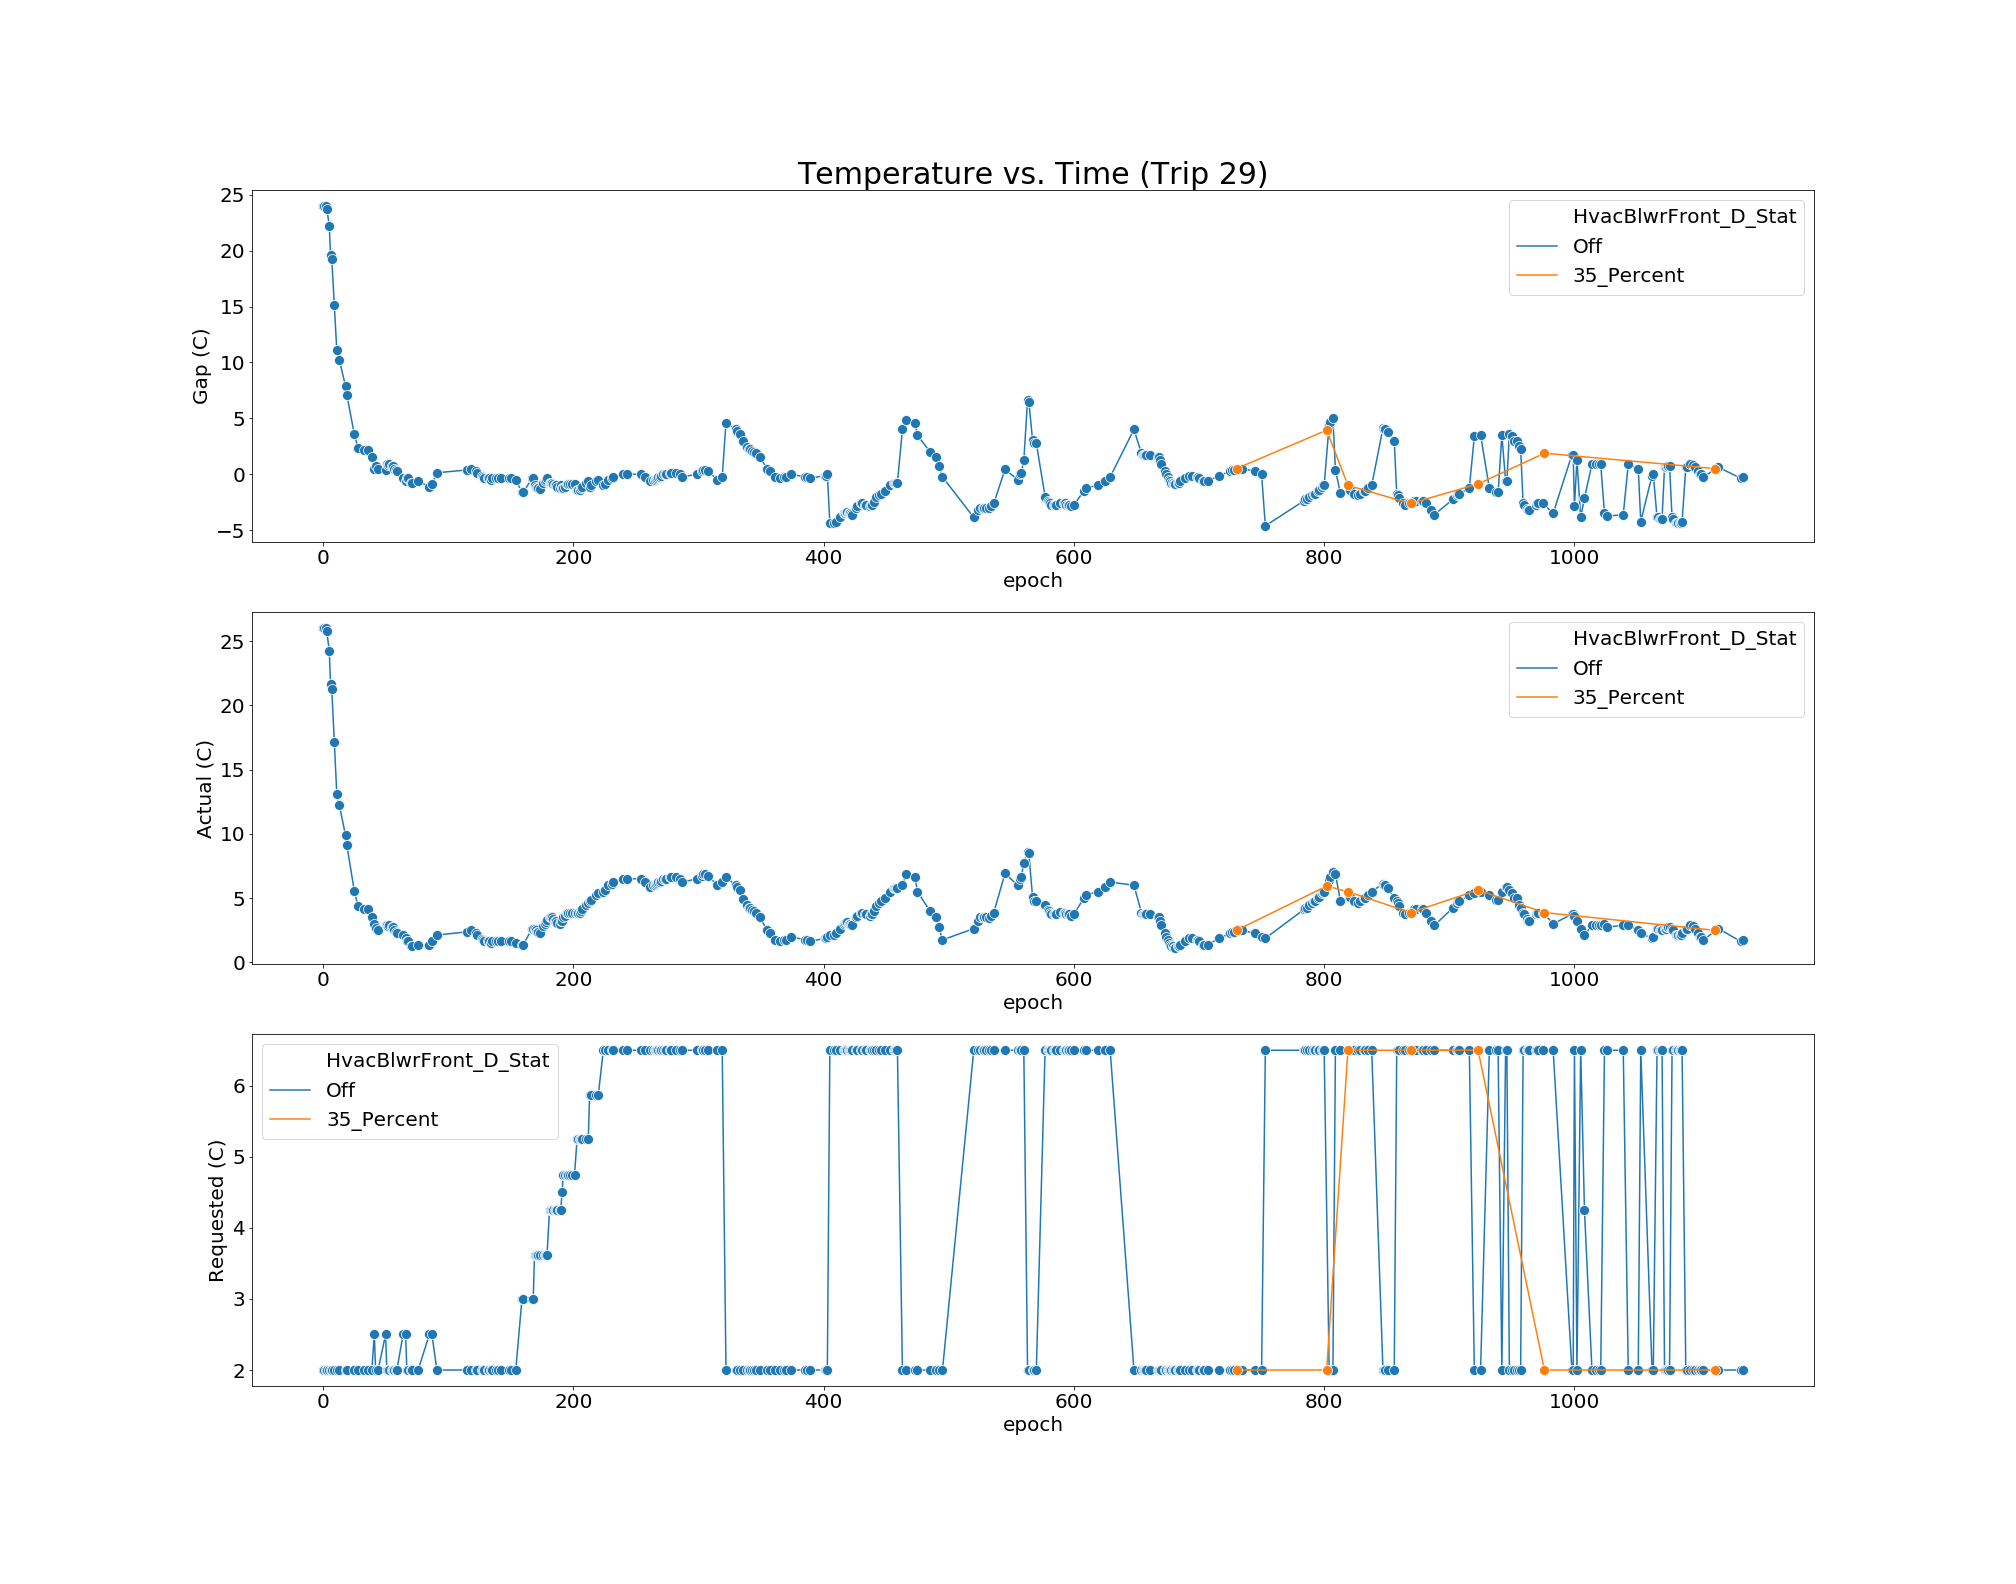 Temperature vs. Time (Trip 29)
25
20
15
10
5
0
−5
Gap (C)
HvacBlwrFront_D_Stat
Off
35_Percent
0 200 400 600 800 1000
epoch
25
20
15
10
5
0
Actual (C)
HvacBlwrFront_D_Stat
Off
35_Percent
0 200 400 600 800 1000
epoch
6
5
4
3
2
Requested (C)
HvacBlwrFront_D_Stat
Off
35_Percent
0 200 400 600 800 1000
epoch